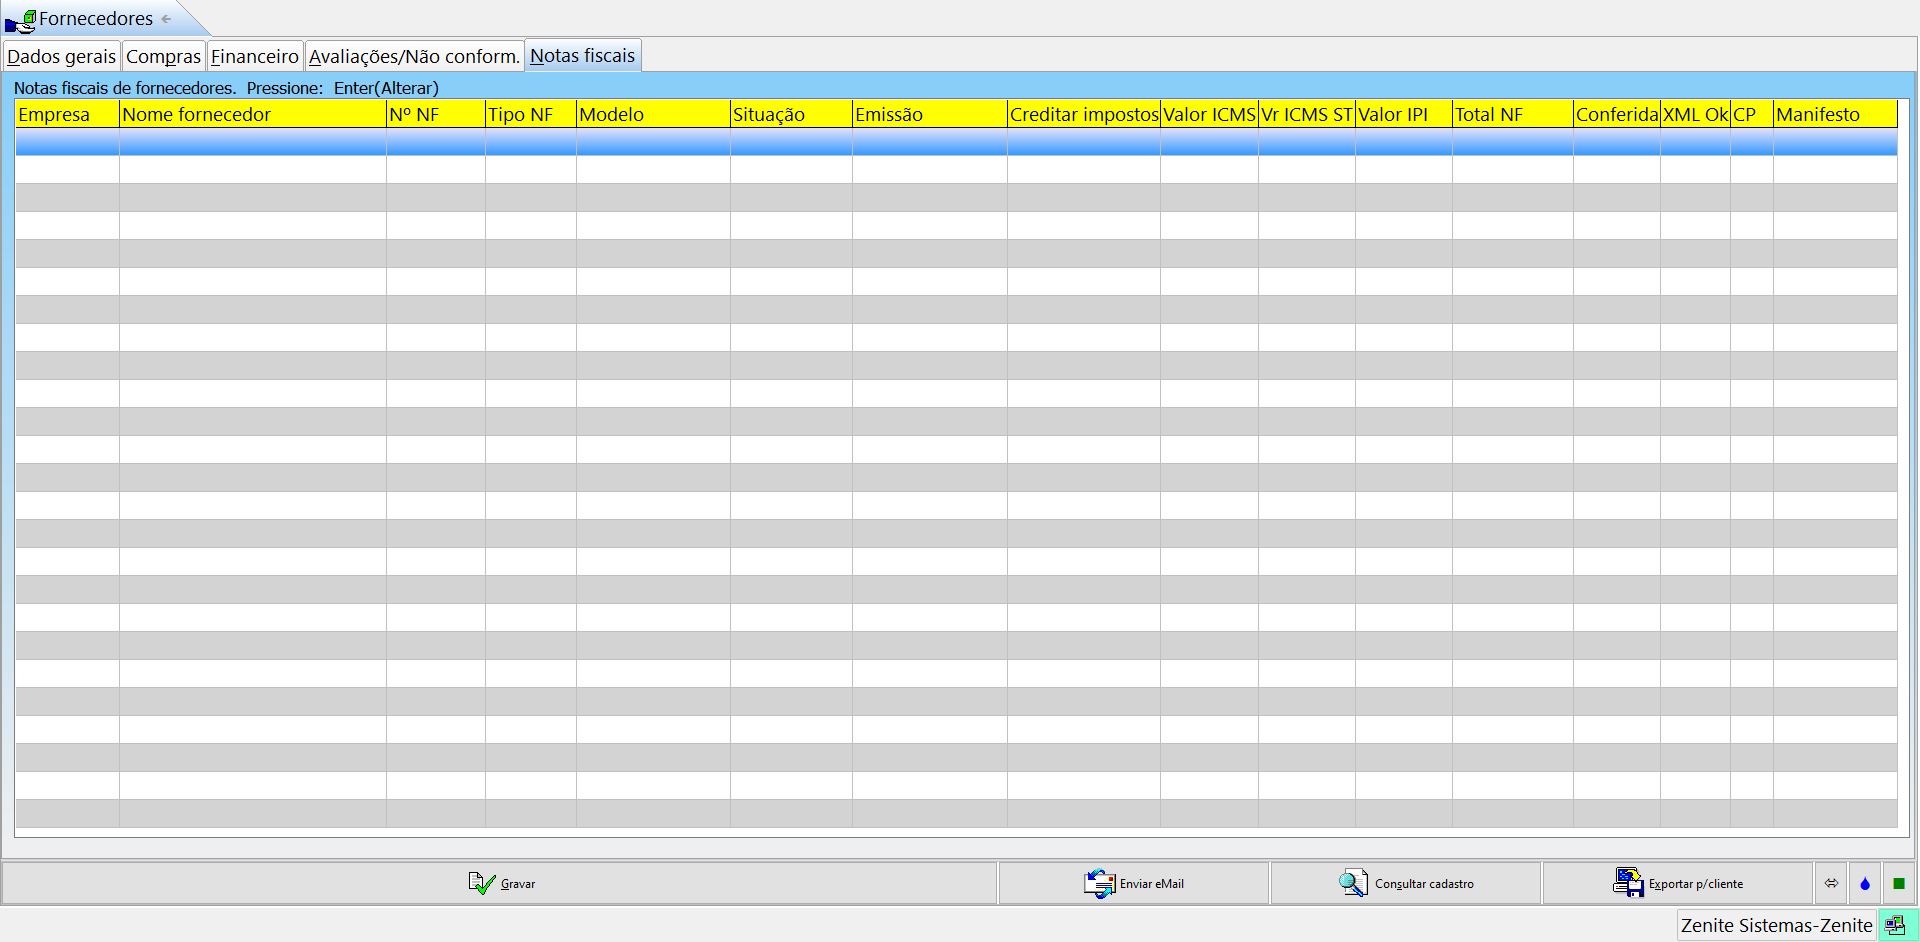 Fornecedores
Dados gerais Compras Financeiro Avaliações/Não conform. Notas fiscais
Notas fiscais de fornecedores. Pressione: Enter(Alterar)
Empresa Nome fornecedor Nº NF Tipo NF Modelo Situação Emissão Creditar impostos Valor ICMS Vr ICMS ST Valor IPI Total NF Conferida XML Ok CP Manifesto
Gravar Enviar eMail Consultar cadastro Exportar p/cliente
Zenite Sistemas-Zenite